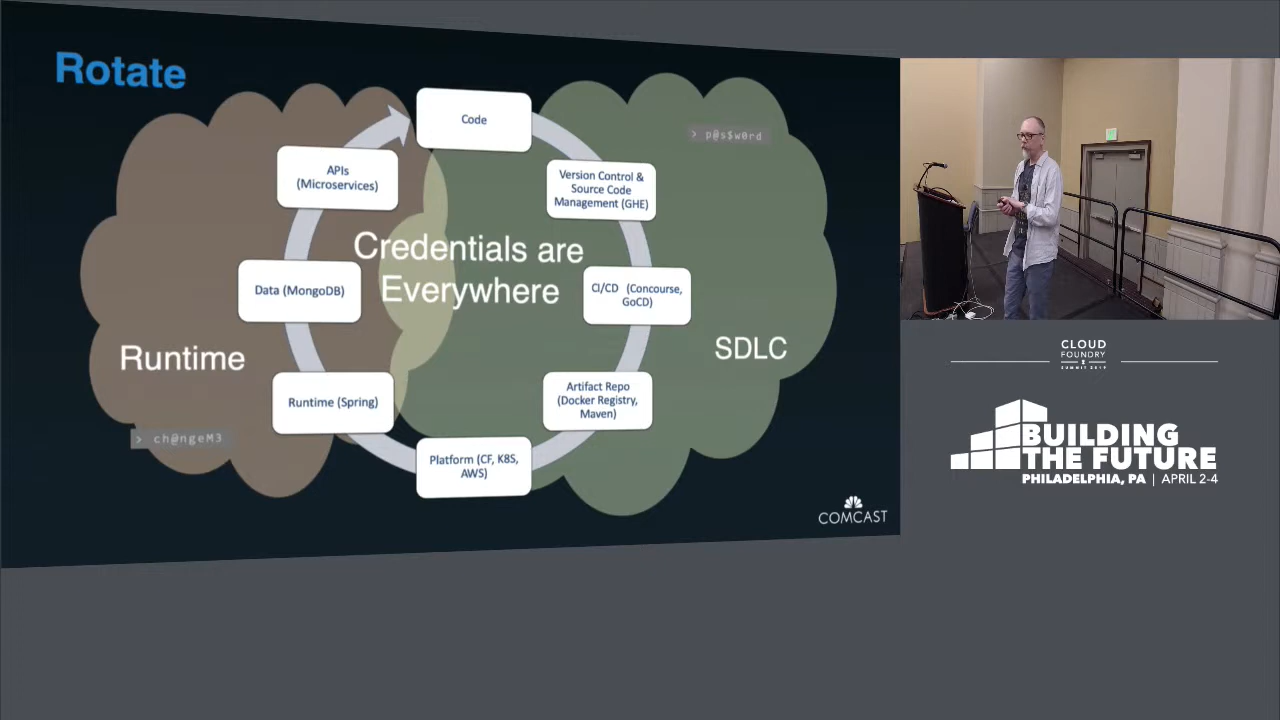 Rotate
Code
> p@s$w0rd
APIs
(Microservices)
Version Control &
Source Code
Management (GHE)
Credentials are
Everywhere
Data (MongoDB)
CI/CD (Concourse,
GoCD)
Runtime
SDLC
Runtime (Spring)
Artifact Repo
(Docker Registry,
Maven)
> ch@ngeM3
Platform (CF, K8S,
AWS)
COMCAST
CLOUD
FOUNDRY
SUMMIT 2019
BUILDING
THE FUTURE
PHILADELPHIA, PA | APRIL 2-4